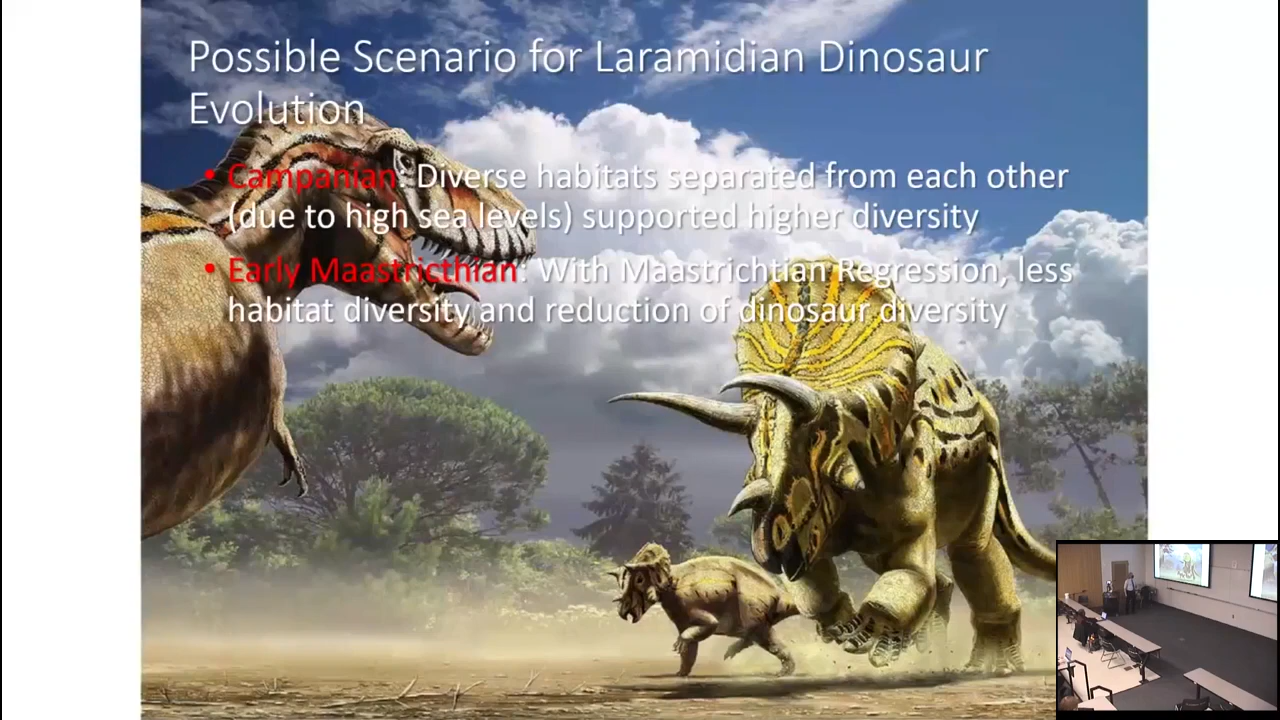 Possible Scenario for Laramidian Dinosaur
Evolution
• Campanian: Diverse habitats separated from each other
(due to high sea levels) supported higher diversity
• Early Maastricthian: With Maastrichtian Regression, less
habitat diversity and reduction of dinosaur diversity